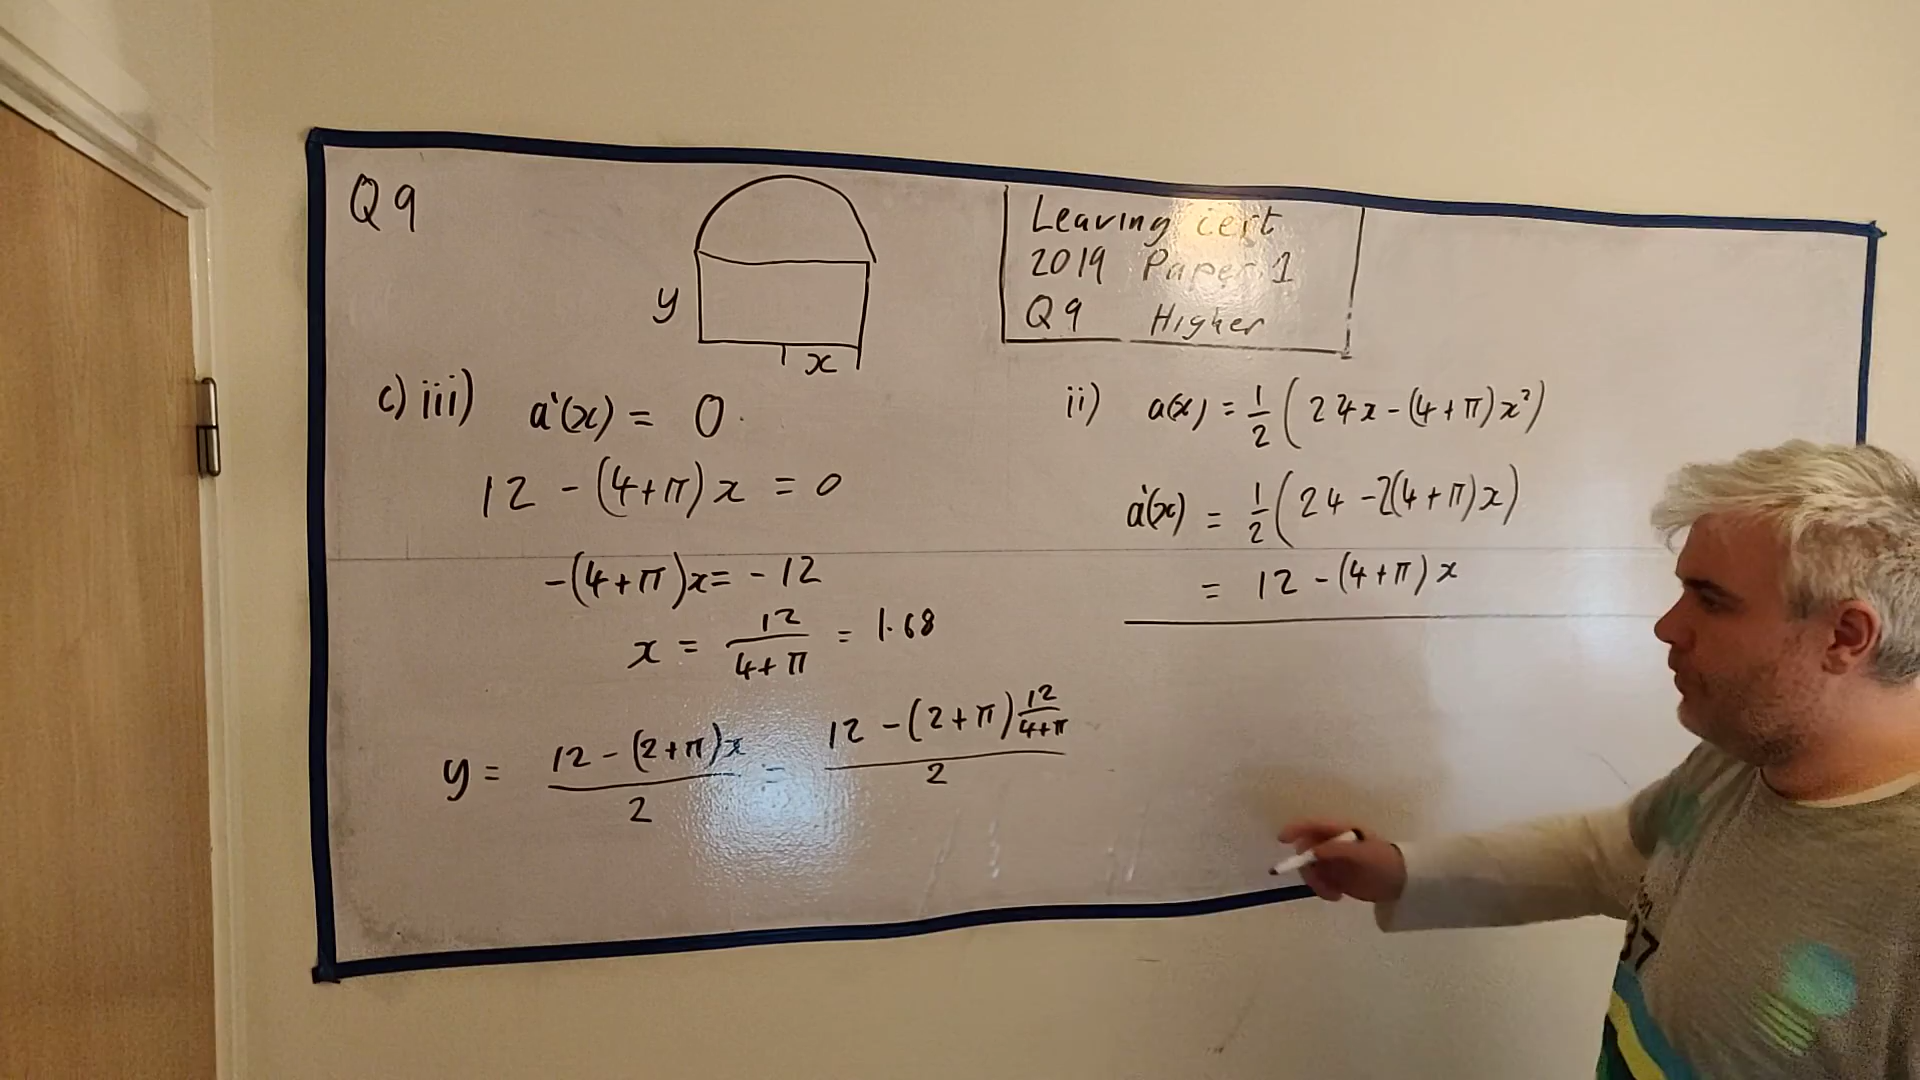 Q9
y
x
Leaving cert
2019 Paper 1
Q9 Higher
c) iii) a'(x) = 0
12 - (4+π)x = 0
-(4+π)x = -12
x = 12/(4+π) = 1.68
y = (12 - (2+π)x)/2 = (12 - (2+π) 12/(4+π))/2
ii) a(x) = 1/2 (24x - (4+π)x²)
a'(x) = 1/2 (24 - 2(4+π)x)
= 12 - (4+π)x
37